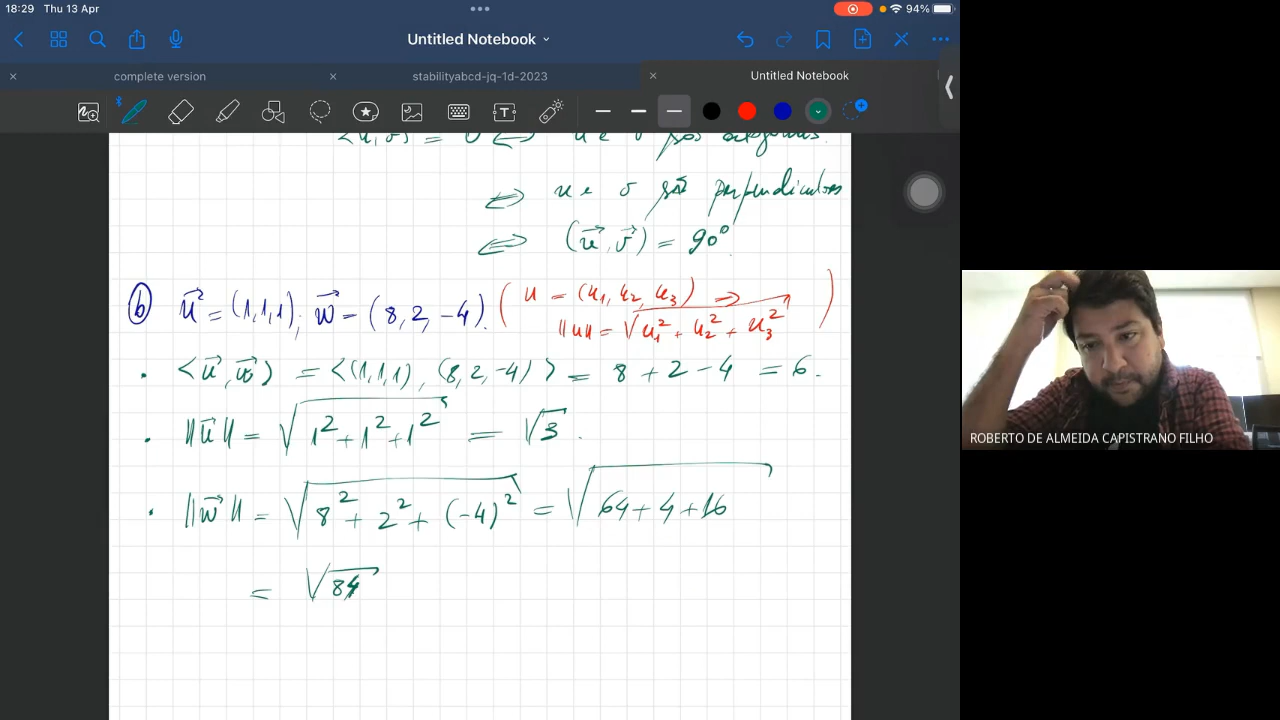 18:29 Thu 13 Apr
94%
Untitled Notebook
complete version
stabilityabcd-jq-1d-2023
Untitled Notebook
<u, v> = 0 ⟺ u e v são
⟺ u e v são perpendiculares
⟺ (u⃗, v⃗) = 90°.
ⓑ u⃗ = (1,1,1); w⃗ = (8, 2, -4). ( u = (u₁, u₂, u₃) ⇒
||u|| = √(u₁² + u₂² + u₃²) )
• <u⃗, w⃗> = <(1,1,1), (8,2,-4)> = 8 + 2 - 4 = 6.
• ||u⃗|| = √(1² + 1² + 1²) = √3.
• ||w⃗|| = √(8² + 2² + (-4)²) = √(64 + 4 + 16)
= √84
ROBERTO DE ALMEIDA CAPISTRANO FILHO